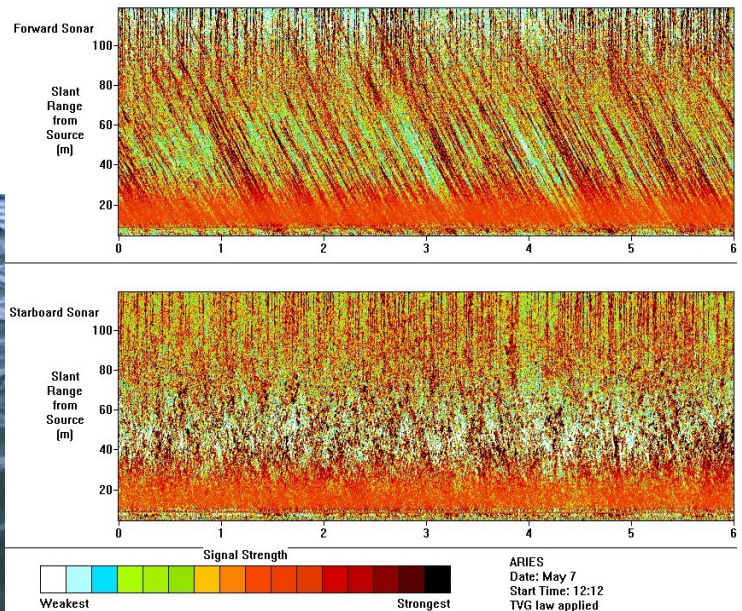 Forward Sonar
Slant
Range
from
Source
(m)
100
80
60
40
20
0 1 2 3 4 5 6
Starboard Sonar
Slant
Range
from
Source
(m)
100
80
60
40
20
0 1 2 3 4 5 6
Signal Strength
Weakest Strongest
ARIES
Date: May 7
Start Time: 12:12
TVG law applied